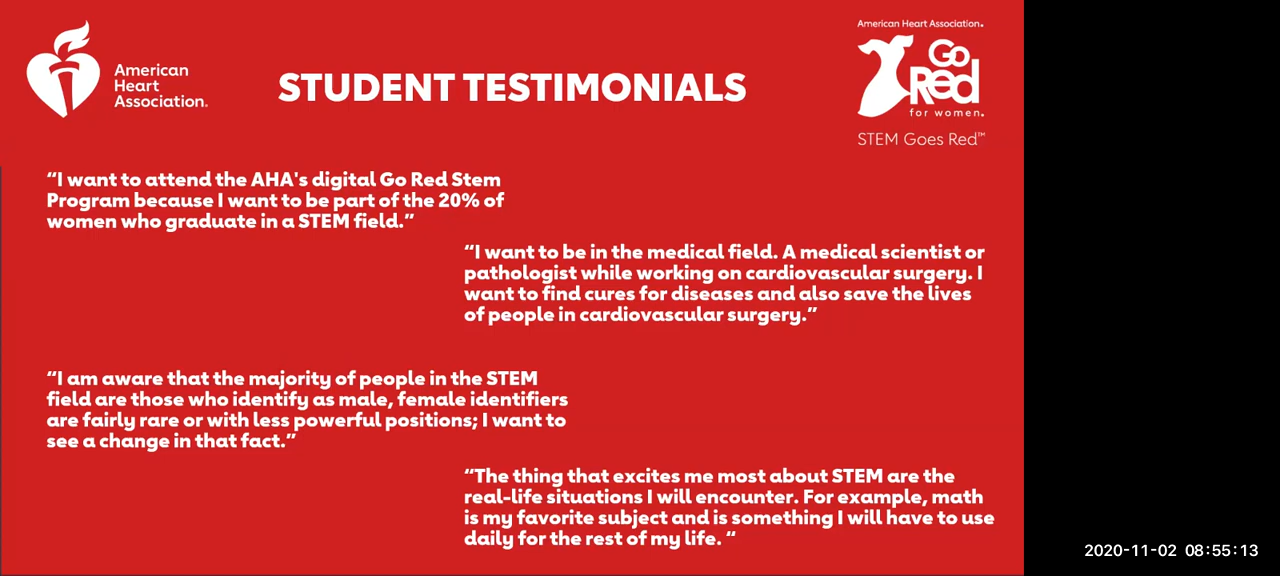 American
Heart
Association.
STUDENT TESTIMONIALS
American Heart Association.
Go
Red
for women.
STEM Goes Red™
“I want to attend the AHA's digital Go Red Stem
Program because I want to be part of the 20% of
women who graduate in a STEM field.”
“I want to be in the medical field. A medical scientist or
pathologist while working on cardiovascular surgery. I
want to find cures for diseases and also save the lives
of people in cardiovascular surgery.”
“I am aware that the majority of people in the STEM
field are those who identify as male, female identifiers
are fairly rare or with less powerful positions; I want to
see a change in that fact.”
“The thing that excites me most about STEM are the
real-life situations I will encounter. For example, math
is my favorite subject and is something I will have to use
daily for the rest of my life. “
2020-11-02 08:55:13